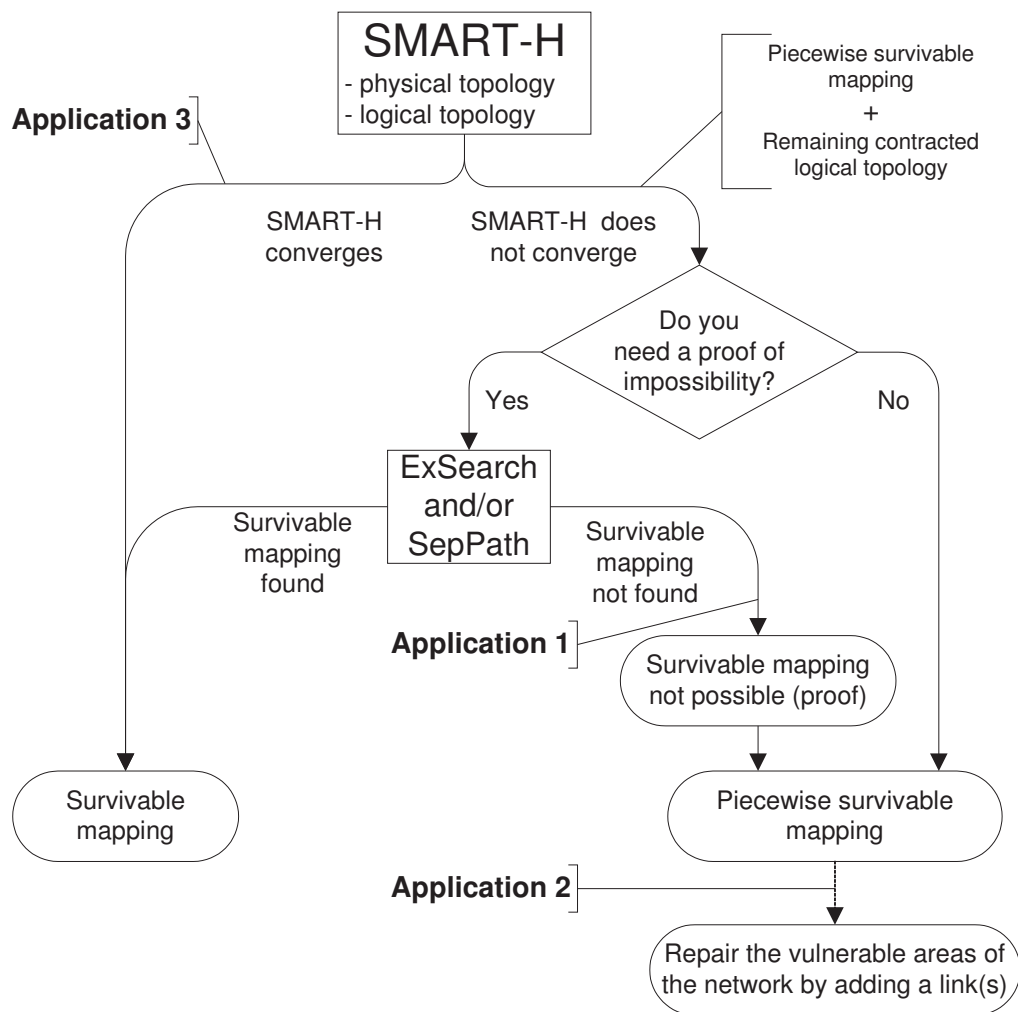 SMART-H
- physical topology
- logical topology
Piecewise survivable
mapping
+
Remaining contracted
logical topology
Application 3
SMART-H
converges
SMART-H does
not converge
Do you
need a proof of
impossibility?
Yes
No
ExSearch
and/or
SepPath
Survivable
mapping
found
Survivable
mapping
not found
Application 1
Survivable mapping
not possible (proof)
Survivable
mapping
Piecewise survivable
mapping
Application 2
Repair the vulnerable areas of
the network by adding a link(s)